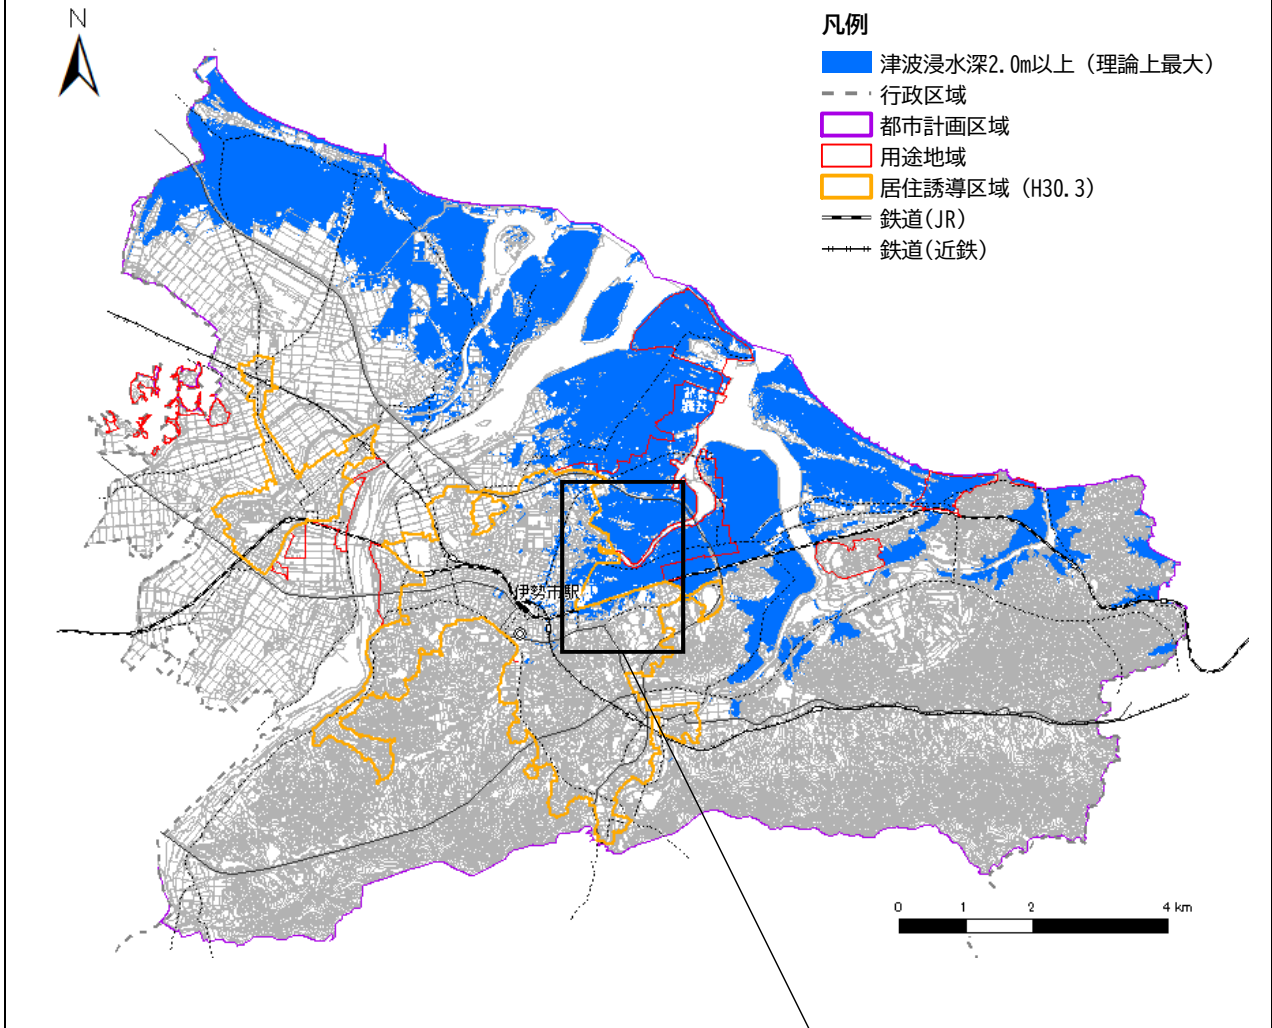 N
凡例
津波浸水深2.0m以上（理論上最大）
行政区域
都市計画区域
用途地域
居住誘導区域（H30.3）
鉄道(JR)
鉄道(近鉄)
伊勢市駅
0 1 2 4 km